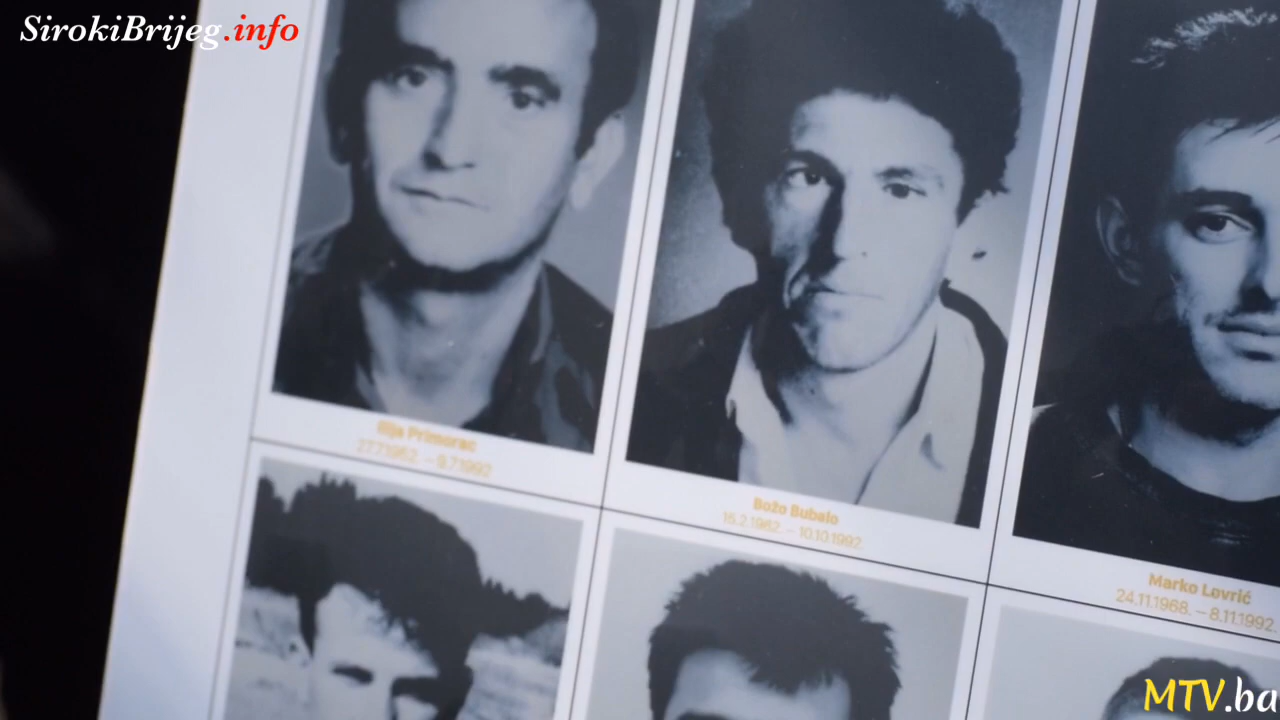 SirokiBrijeg.info
Ilija Primorac
27.7.1962. – 9.7.1992.
Božo Bubalo
15.2.1962. – 10.10.1992.
Marko Lovrić
24.11.1968. – 8.11.1992.
MTV.ba